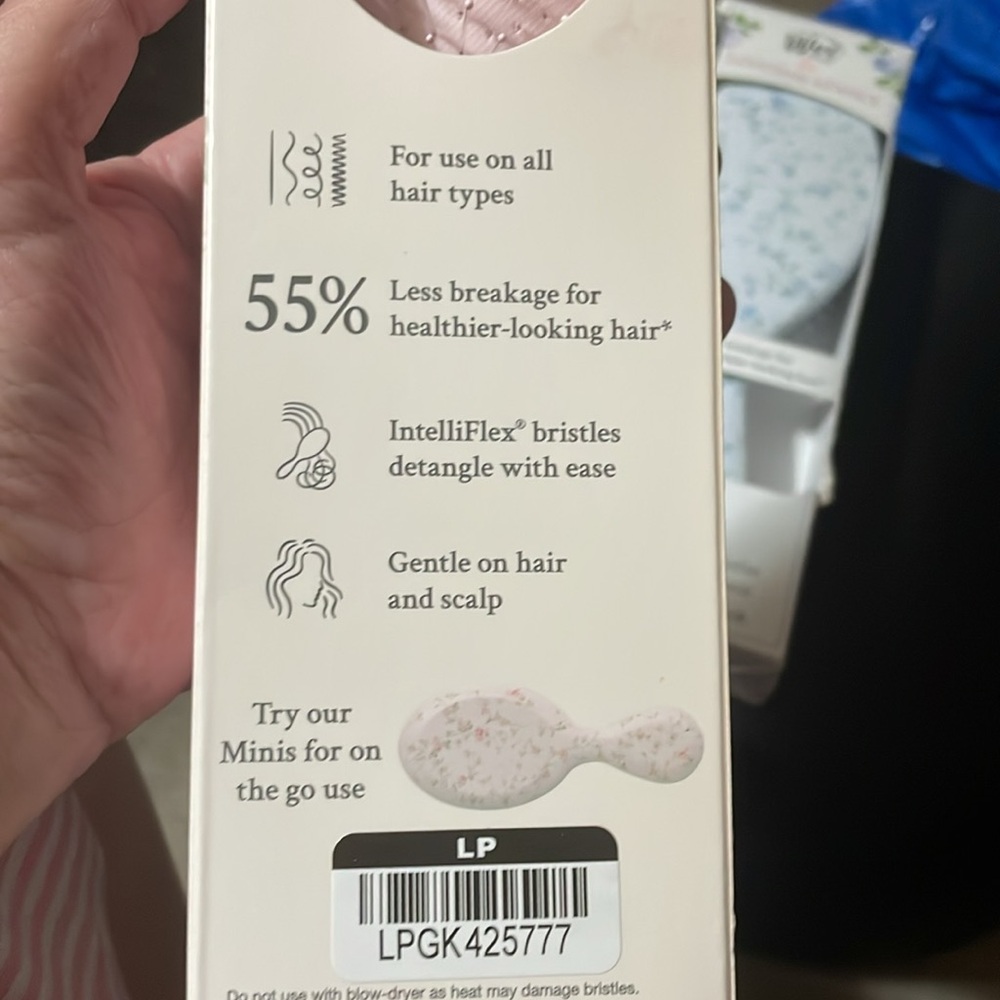 For use on all
hair types
55%
Less breakage for
healthier-looking hair*
IntelliFlex® bristles
detangle with ease
Gentle on hair
and scalp
Try our
Minis for on
the go use
LP
LPGK425777
Do not use with blow-dryer as heat may damage bristles.